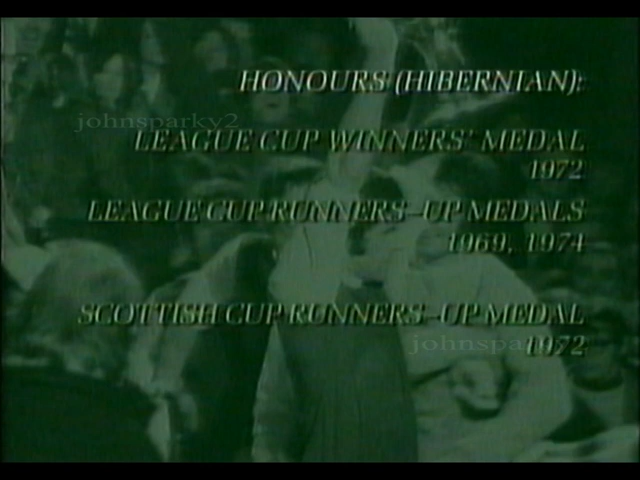 HONOURS (HIBERNIAN):
johnsparky2
LEAGUE CUP WINNERS' MEDAL
1972
LEAGUE CUP RUNNERS-UP MEDALS
1969, 1974
SCOTTISH CUP RUNNERS-UP MEDAL
1972